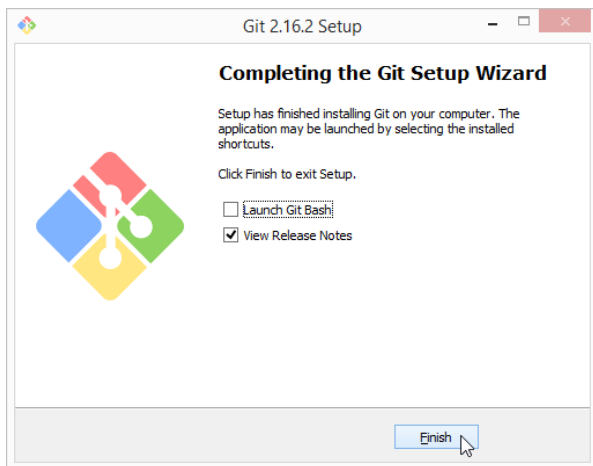 Git 2.16.2 Setup
Completing the Git Setup Wizard
Setup has finished installing Git on your computer. The
application may be launched by selecting the installed
shortcuts.
Click Finish to exit Setup.
Launch Git Bash
View Release Notes
Finish